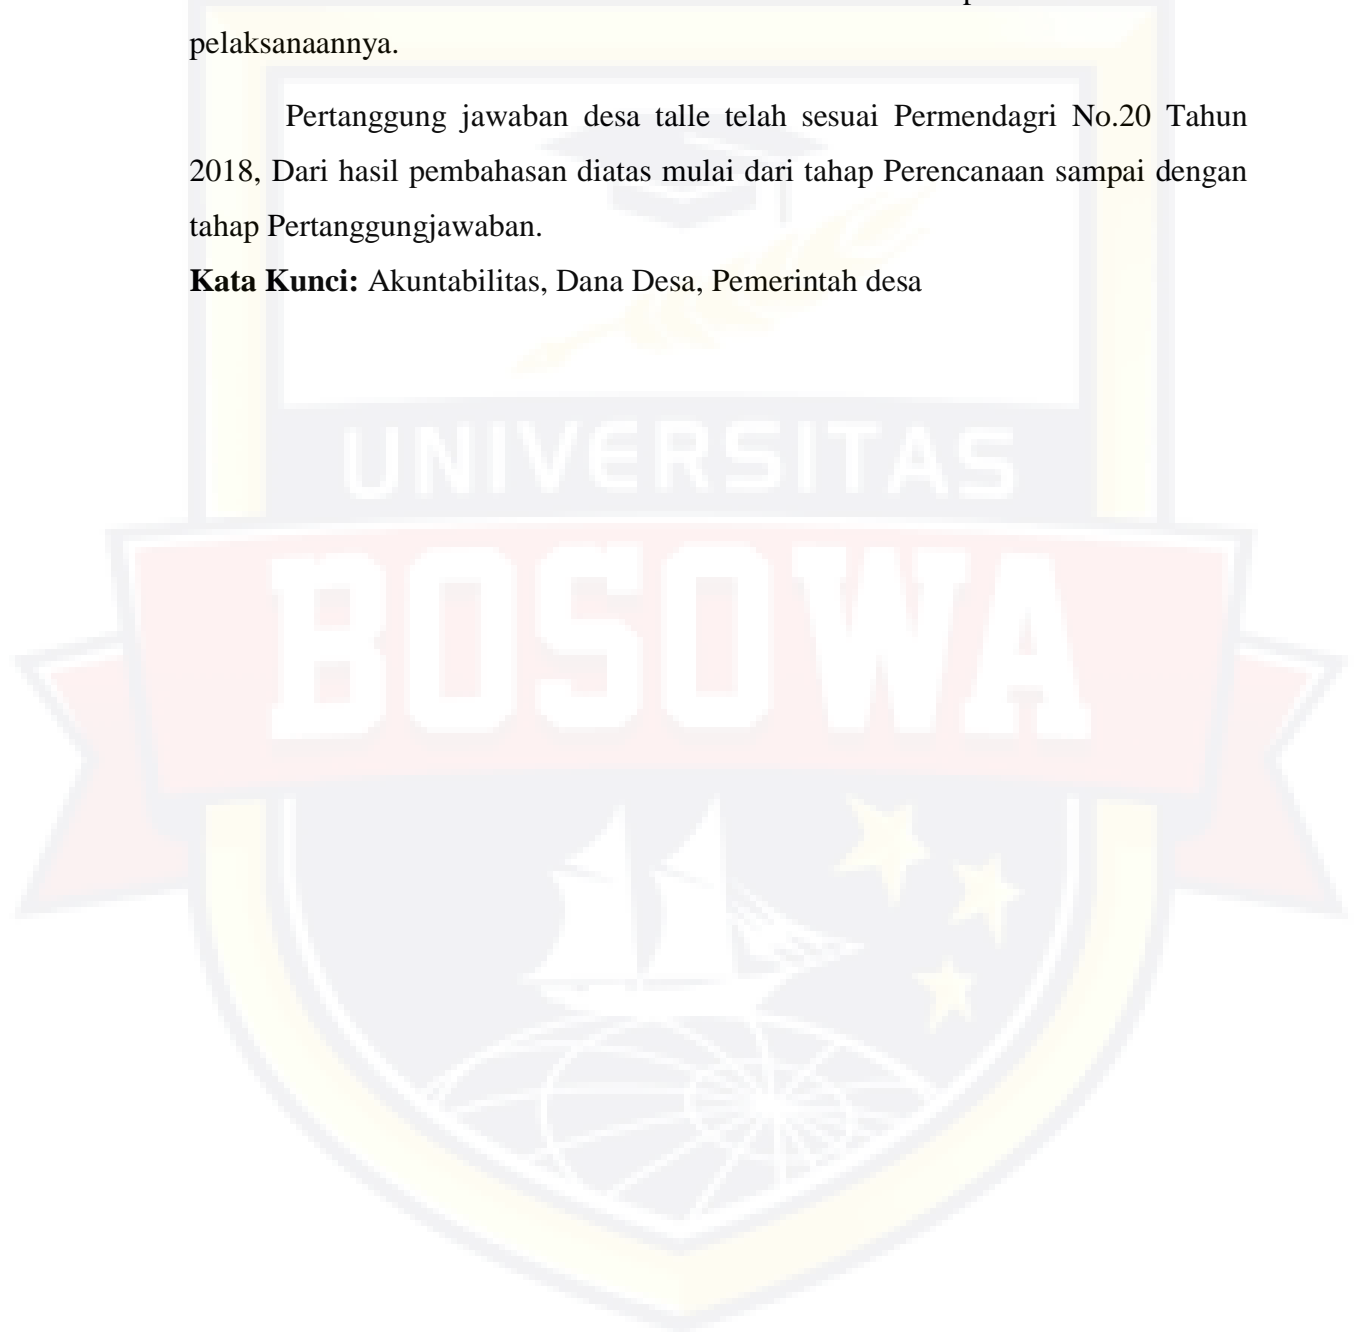 pelaksanaannya.
Pertanggung jawaban desa talle telah sesuai Permendagri No.20 Tahun
2018, Dari hasil pembahasan diatas mulai dari tahap Perencanaan sampai dengan
tahap Pertanggungjawaban.
Kata Kunci: Akuntabilitas, Dana Desa, Pemerintah desa
UNIVERSITAS
BOSOWA